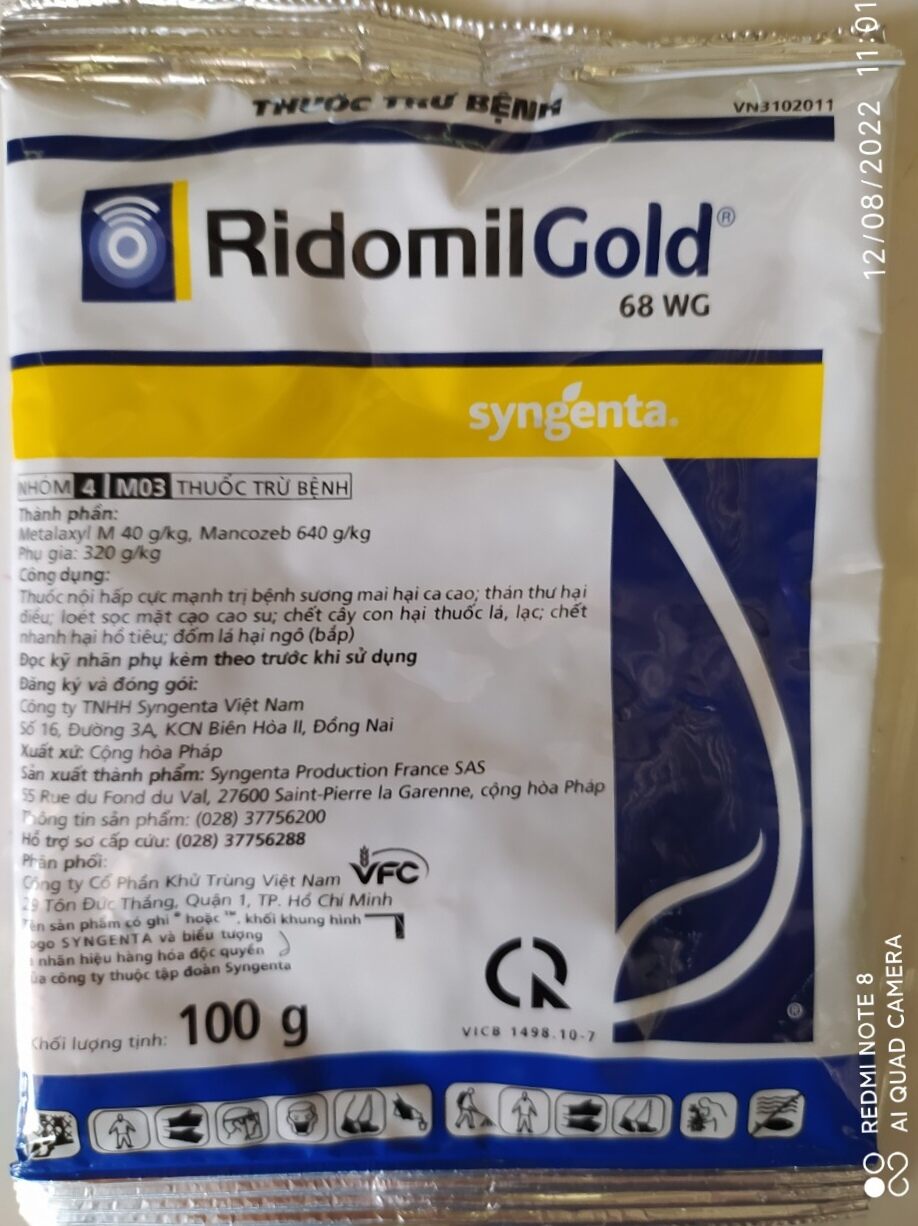 THUỐC TRỪ BỆNH
VN3102011
RidomilGold®
68 WG
syngenta.
NHÓM 4 M03 THUỐC TRỪ BỆNH
Thành phần:
Metalaxyl M 40 g/kg, Mancozeb 640 g/kg
Phụ gia: 320 g/kg
Công dụng:
Thuốc nội hấp cực mạnh trị bệnh sương mai hại ca cao; thán thư hại
điều; loét sọc mặt cạo cao su; chết cây con hại thuốc lá, lạc; chết
nhanh hại hồ tiêu; đốm lá hại ngô (bắp)
Đọc kỹ nhãn phụ kèm theo trước khi sử dụng
Đăng ký và đóng gói:
Công ty TNHH Syngenta Việt Nam
Số 16, Đường 3A, KCN Biên Hòa II, Đồng Nai
Xuất xứ: Cộng hòa Pháp
Sản xuất thành phẩm: Syngenta Production France SAS
55 Rue du Fond du Val, 27600 Saint-Pierre la Garenne, cộng hòa Pháp
Thông tin sản phẩm: (028) 37756200
Hỗ trợ sơ cấp cứu: (028) 37756288
Phân phối:
Công ty Cổ Phần Khử Trùng Việt Nam VFC
29 Tôn Đức Thắng, Quận 1, TP. Hồ Chí Minh
Tên sản phẩm có ghi ® hoặc ™, khối khung hình
logo SYNGENTA và biểu tượng
nhãn hiệu hàng hóa độc quyền
của công ty thuộc tập đoàn Syngenta
Khối lượng tịnh: 100 g
VICB 1498.10-7
®
12/08/2022 11:01
REDMI NOTE 8
AI QUAD CAMERA